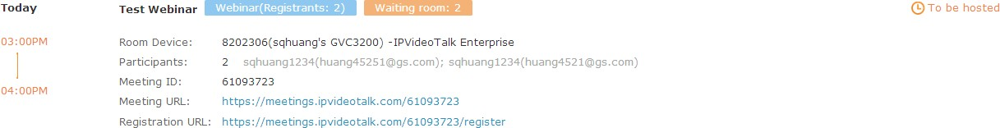 Today Test Webinar Webinar(Registrants: 2) Waiting room: 2 To be hosted
03:00PM Room Device: 8202306(sqhuang's GVC3200) -IPVideoTalk Enterprise
Participants: 2 sqhuang1234(huang45251@gs.com); sqhuang1234(huang4521@gs.com)
Meeting ID: 61093723
04:00PM
Meeting URL: https://meetings.ipvideotalk.com/61093723
Registration URL: https://meetings.ipvideotalk.com/61093723/register